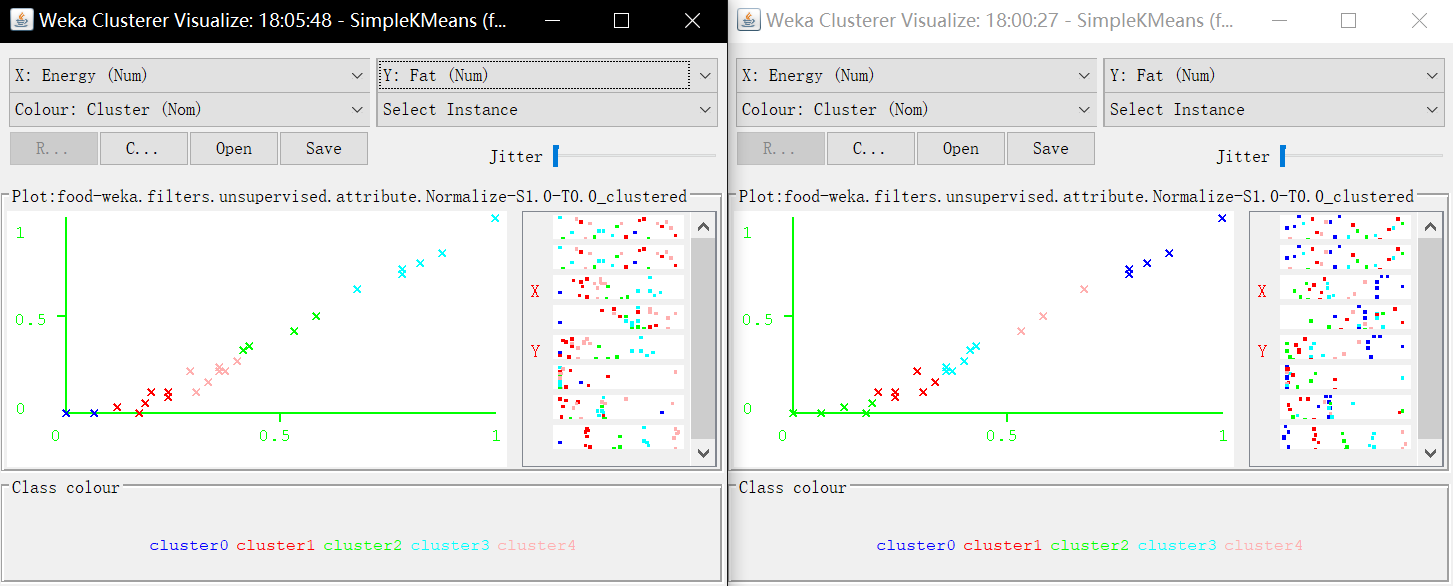 Weka Clusterer Visualize: 18:05:48 - SimpleKMeans (f...
X: Energy (Num)
Y: Fat (Num)
Colour: Cluster (Nom)
Select Instance
R...
C...
Open
Save
Jitter
Plot:food-weka.filters.unsupervised.attribute.Normalize-S1.0-T0.0_clustered
1
0.5
0
0
0.5
1
X
Y
Class colour
cluster0 cluster1 cluster2 cluster3 cluster4
Weka Clusterer Visualize: 18:00:27 - SimpleKMeans (f...
X: Energy (Num)
Y: Fat (Num)
Colour: Cluster (Nom)
Select Instance
R...
C...
Open
Save
Jitter
Plot:food-weka.filters.unsupervised.attribute.Normalize-S1.0-T0.0_clustered
1
0.5
0
0
0.5
1
X
Y
Class colour
cluster0 cluster1 cluster2 cluster3 cluster4